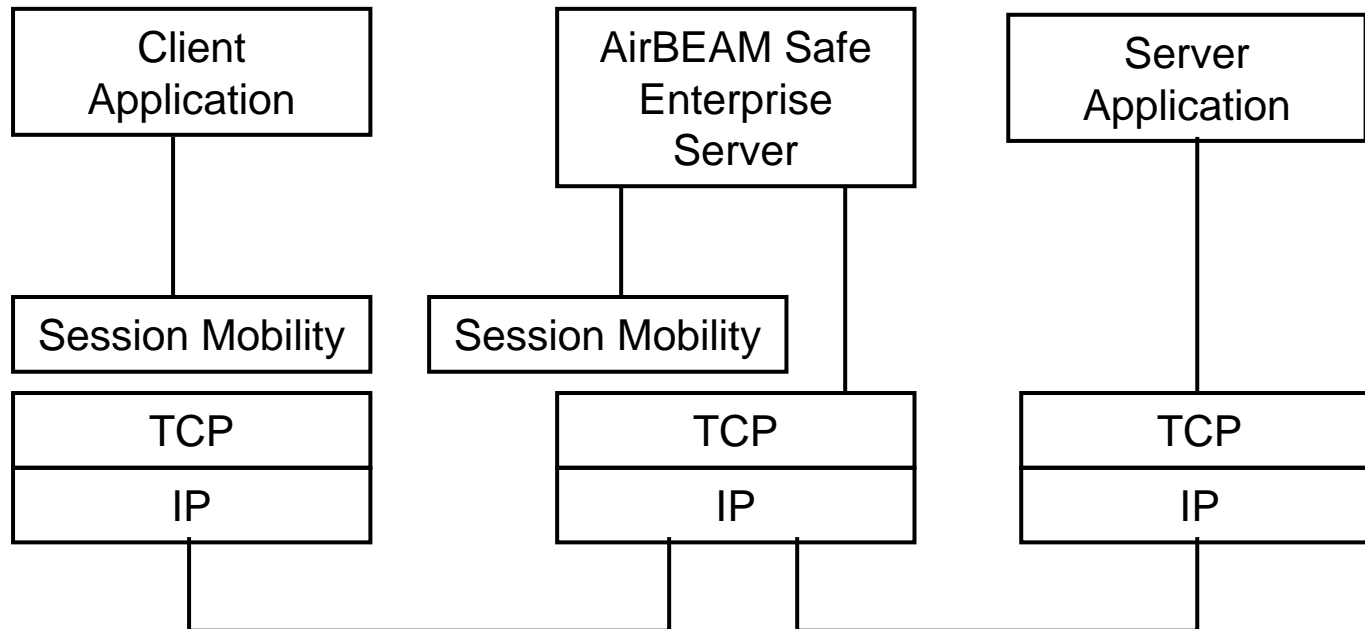 Client
Application
AirBEAM Safe
Enterprise
Server
Server
Application
Session Mobility
Session Mobility
TCP
TCP
TCP
IP
IP
IP